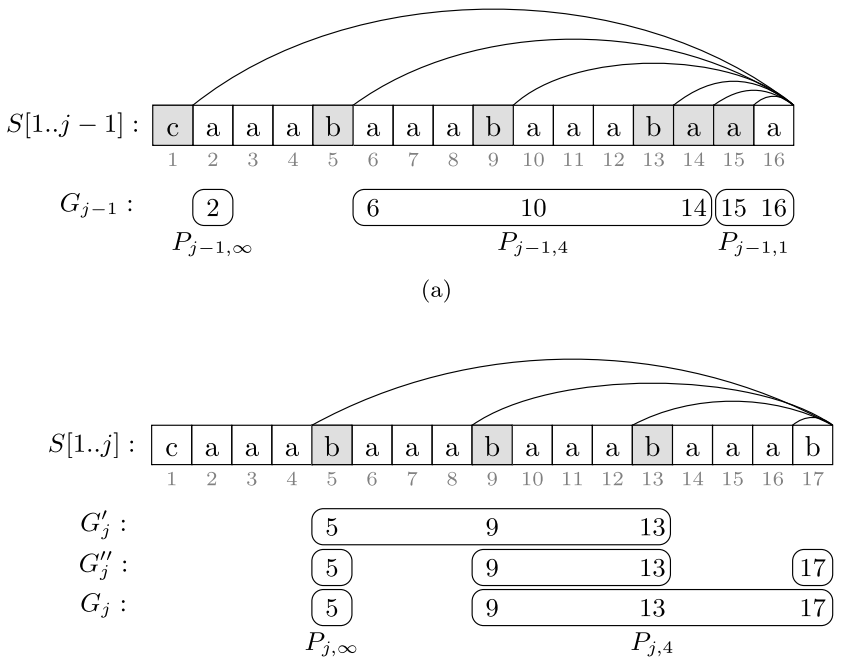 S[1..j − 1] : c a a a b a a a b a a a b a a a
1 2 3 4 5 6 7 8 9 10 11 12 13 14 15 16
G_{j−1} : 2 6 10 14 15 16
P_{j−1,∞} P_{j−1,4} P_{j−1,1}
(a)
S[1..j] : c a a a b a a a b a a a b a a a b
1 2 3 4 5 6 7 8 9 10 11 12 13 14 15 16 17
G′_j : 5 9 13
G″_j : 5 9 13 17
G_j : 5 9 13 17
P_{j,∞} P_{j,4}